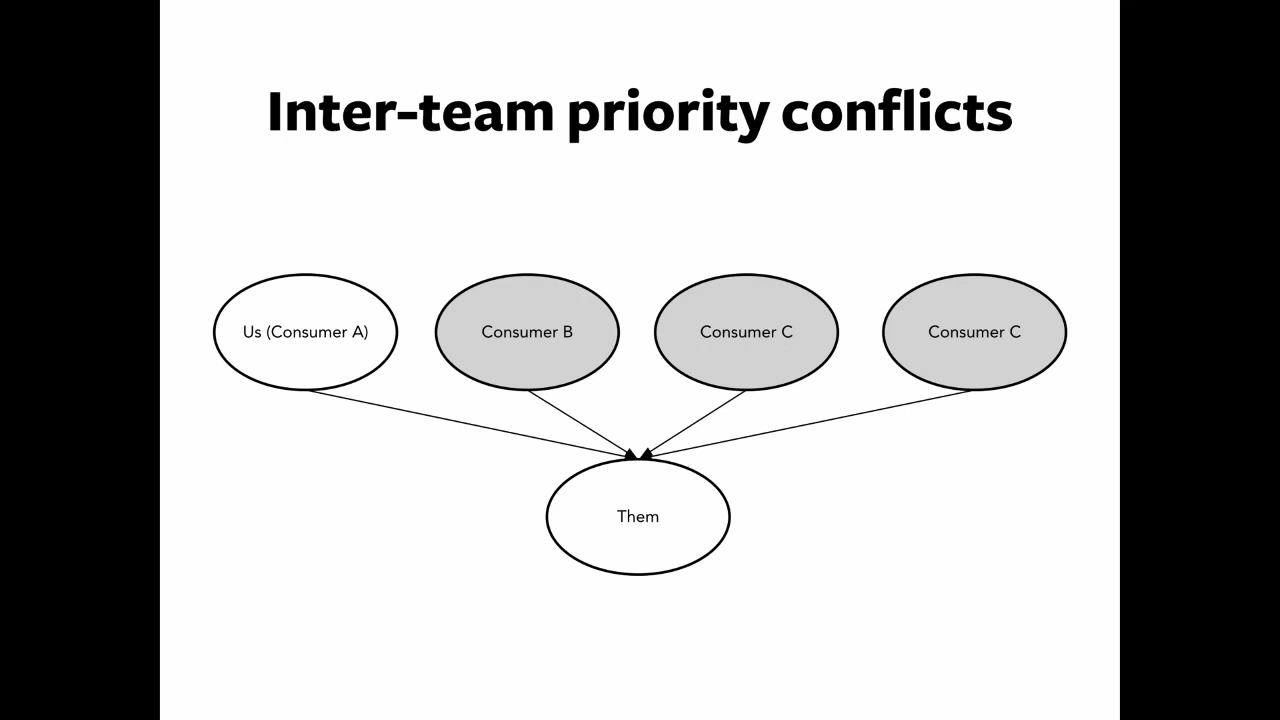 Inter-team priority conflicts
Us (Consumer A)
Consumer B
Consumer C
Consumer C
Them